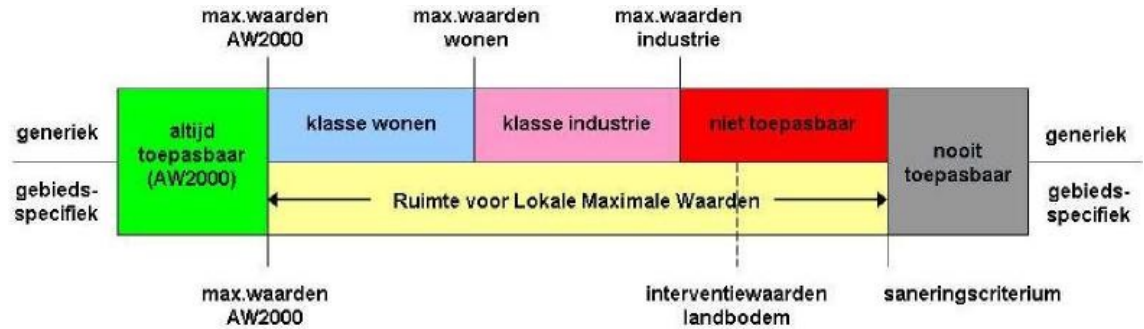 max.waarden
AW2000
max.waarden
wonen
max.waarden
industrie
generiek
altijd
toepasbaar
(AW2000)
klasse wonen
klasse industrie
niet toepasbaar
nooit
toepasbaar
generiek
gebieds-
specifiek
Ruimte voor Lokale Maximale Waarden
gebieds-
specifiek
max.waarden
AW2000
interventiewaarden
landbodem
saneringscriterium